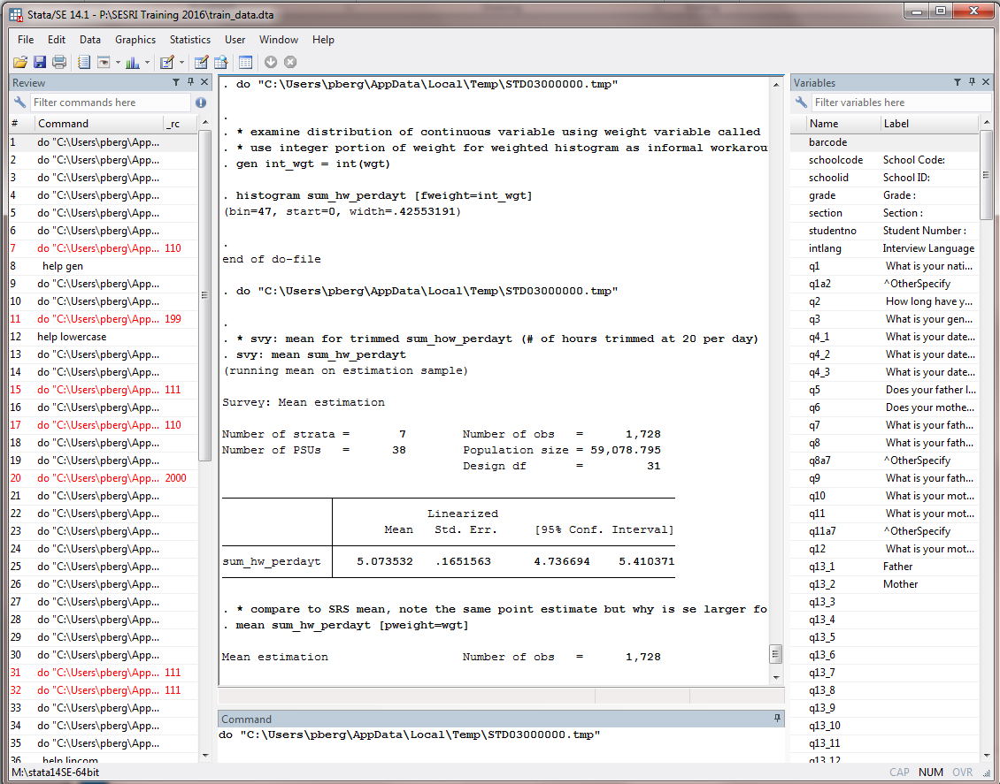 Stata/SE 14.1 - P:\SESRI Training 2016\train_data.dta
File Edit Data Graphics Statistics User Window Help
Review
Filter commands here
# Command _rc
1 do "C:\Users\pberg\App...
2 do "C:\Users\pberg\App...
3 do "C:\Users\pberg\App...
4 do "C:\Users\pberg\App...
5 do "C:\Users\pberg\App...
6 do "C:\Users\pberg\App...
7 do "C:\Users\pberg\App... 110
8 help gen
9 do "C:\Users\pberg\App...
10 do "C:\Users\pberg\App...
11 do "C:\Users\pberg\App... 199
12 help lowercase
13 do "C:\Users\pberg\App...
14 do "C:\Users\pberg\App...
15 do "C:\Users\pberg\App... 111
16 do "C:\Users\pberg\App...
17 do "C:\Users\pberg\App... 110
18 do "C:\Users\pberg\App...
19 do "C:\Users\pberg\App...
20 do "C:\Users\pberg\App... 2000
21 do "C:\Users\pberg\App...
22 do "C:\Users\pberg\App...
23 do "C:\Users\pberg\App...
24 do "C:\Users\pberg\App...
25 do "C:\Users\pberg\App...
26 do "C:\Users\pberg\App...
27 do "C:\Users\pberg\App...
28 do "C:\Users\pberg\App...
29 do "C:\Users\pberg\App...
30 do "C:\Users\pberg\App...
31 do "C:\Users\pberg\App... 111
32 do "C:\Users\pberg\App... 111
33 do "C:\Users\pberg\App...
34 do "C:\Users\pberg\App...
35 do "C:\Users\pberg\App...
36 help lincom
. do "C:\Users\pberg\AppData\Local\Temp\STD03000000.tmp"
.
. * examine distribution of continuous variable using weight variable called
. * use integer portion of weight for weighted histogram as informal workarou
. gen int_wgt = int(wgt)
. histogram sum_hw_perdayt [fweight=int_wgt]
(bin=47, start=0, width=.42553191)
.
end of do-file
. do "C:\Users\pberg\AppData\Local\Temp\STD03000000.tmp"
.
. * svy: mean for trimmed sum_how_perdayt (# of hours trimmed at 20 per day)
. svy: mean sum_hw_perdayt
(running mean on estimation sample)
Survey: Mean estimation
Number of strata = 7 Number of obs = 1,728
Number of PSUs = 38 Population size = 59,078.795
Design df = 31
Linearized
Mean Std. Err. [95% Conf. Interval]
sum_hw_perdayt 5.073532 .1651563 4.736694 5.410371
. * compare to SRS mean, note the same point estimate but why is se larger fo
. mean sum_hw_perdayt [pweight=wgt]
Mean estimation Number of obs = 1,728
Command
do "C:\Users\pberg\AppData\Local\Temp\STD03000000.tmp"
Variables
Filter variables here
Name Label
barcode
schoolcode School Code:
schoolid School ID:
grade Grade :
section Section :
studentno Student Number :
intlang Interview Language
q1 What is your nati...
q1a2 ^OtherSpecify
q2 How long have y...
q3 What is your gen...
q4_1 What is your date...
q4_2 What is your date...
q4_3 What is your date...
q5 Does your father l...
q6 Does your mothe...
q7 What is your fath...
q8 What is your fath...
q8a7 ^OtherSpecify
q9 What is your fath...
q10 What is your mot...
q11 What is your mot...
q11a7 ^OtherSpecify
q12 What is your mot...
q13_1 Father
q13_2 Mother
q13_3
q13_4
q13_5
q13_6
q13_7
q13_8
q13_9
q13_10
q13_11
q13_12
M:\stata14SE-64bit
CAP NUM OVR